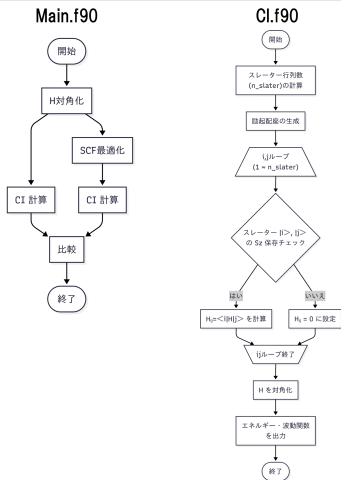 Main.f90
開始
H対角化
SCF最適化
CI 計算
CI 計算
比較
終了
CI.f90
開始
スレーター行列数
(n_slater)の計算
励起配座の生成
i,jループ
(1 ~ n_slater)
スレーター |i>, |j>
の Sz 保存チェック
はい
いいえ
Hᵢⱼ=<i|H|j> を計算
Hᵢⱼ = 0 に設定
ijループ終了
H を対角化
エネルギー・波動関数
を出力
終了